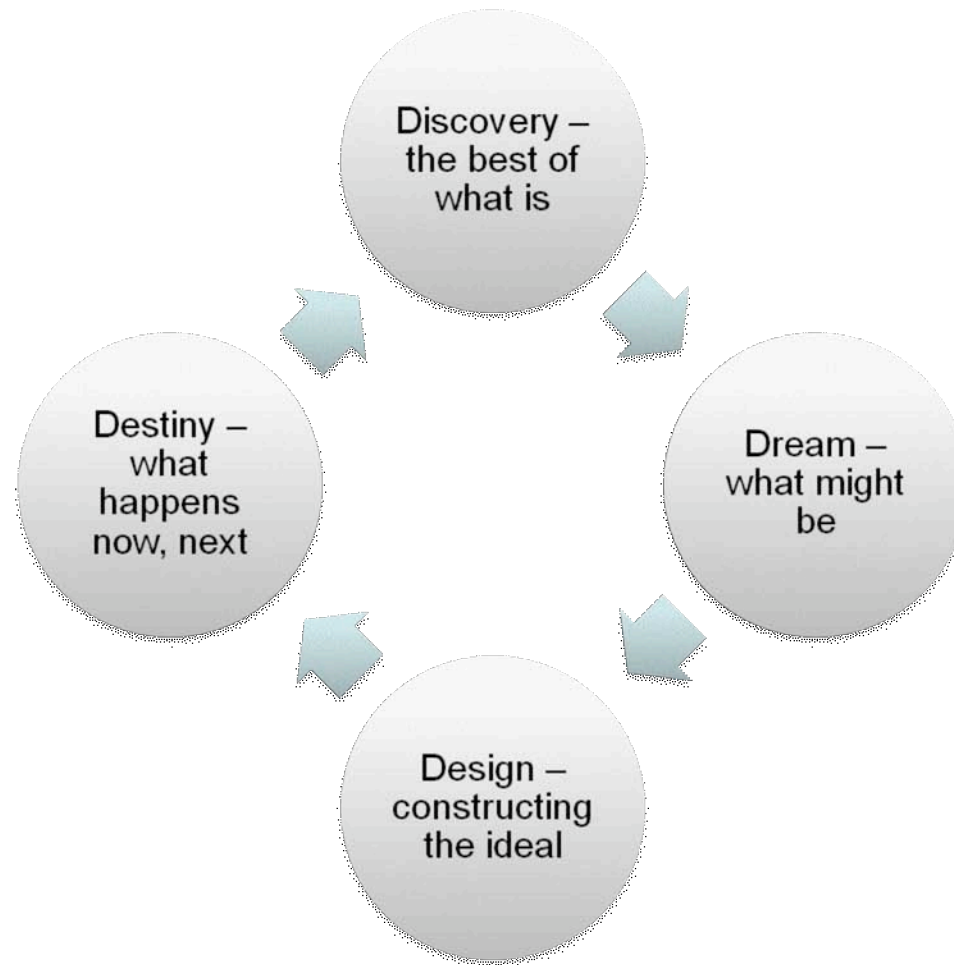 Discovery –
the best of
what is
Dream –
what might
be
Design –
constructing
the ideal
Destiny –
what
happens
now, next